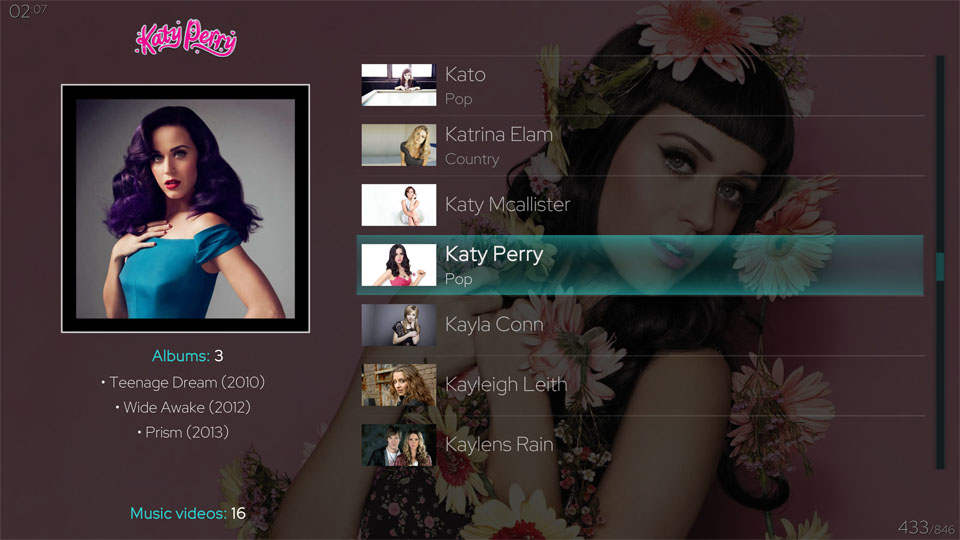 02:07
Katy Perry
Albums: 3
• Teenage Dream (2010)
• Wide Awake (2012)
• Prism (2013)
Music videos: 16
Kato
Pop
Katrina Elam
Country
Katy Mcallister
Katy Perry
Pop
Kayla Conn
Kayleigh Leith
Kaylens Rain
433/846